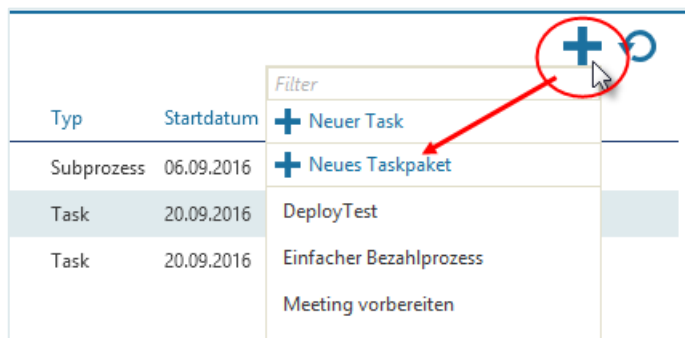 Filter
Typ Startdatum Neuer Task
Subprozess 06.09.2016 Neues Taskpaket
Task 20.09.2016 DeployTest
Task 20.09.2016 Einfacher Bezahlprozess
Meeting vorbereiten